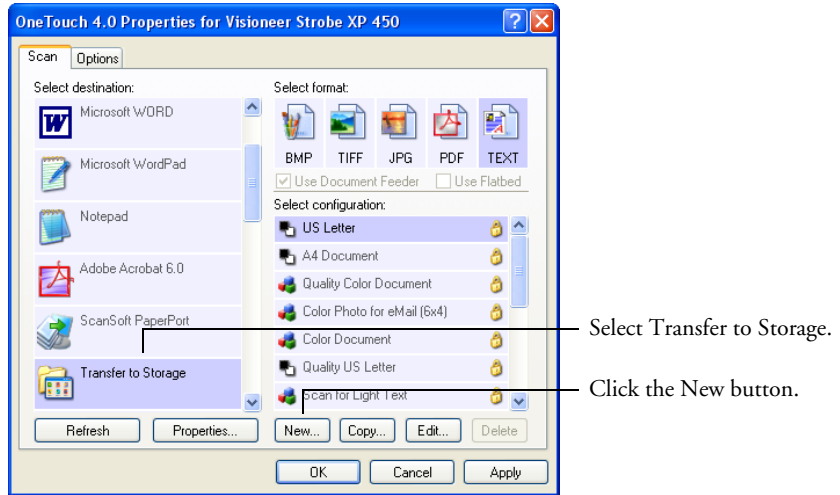 OneTouch 4.0 Properties for Visioneer Strobe XP 450
Scan Options
Select destination:
Microsoft WORD
Microsoft WordPad
Notepad
Adobe Acrobat 6.0
ScanSoft PaperPort
Transfer to Storage
Refresh Properties...
Select format:
BMP TIFF JPG PDF TEXT
Use Document Feeder Use Flatbed
Select configuration:
US Letter
A4 Document
Quality Color Document
Color Photo for eMail (6x4)
Color Document
Quality US Letter
Scan for Light Text
New... Copy... Edit... Delete
OK Cancel Apply
Select Transfer to Storage.
Click the New button.